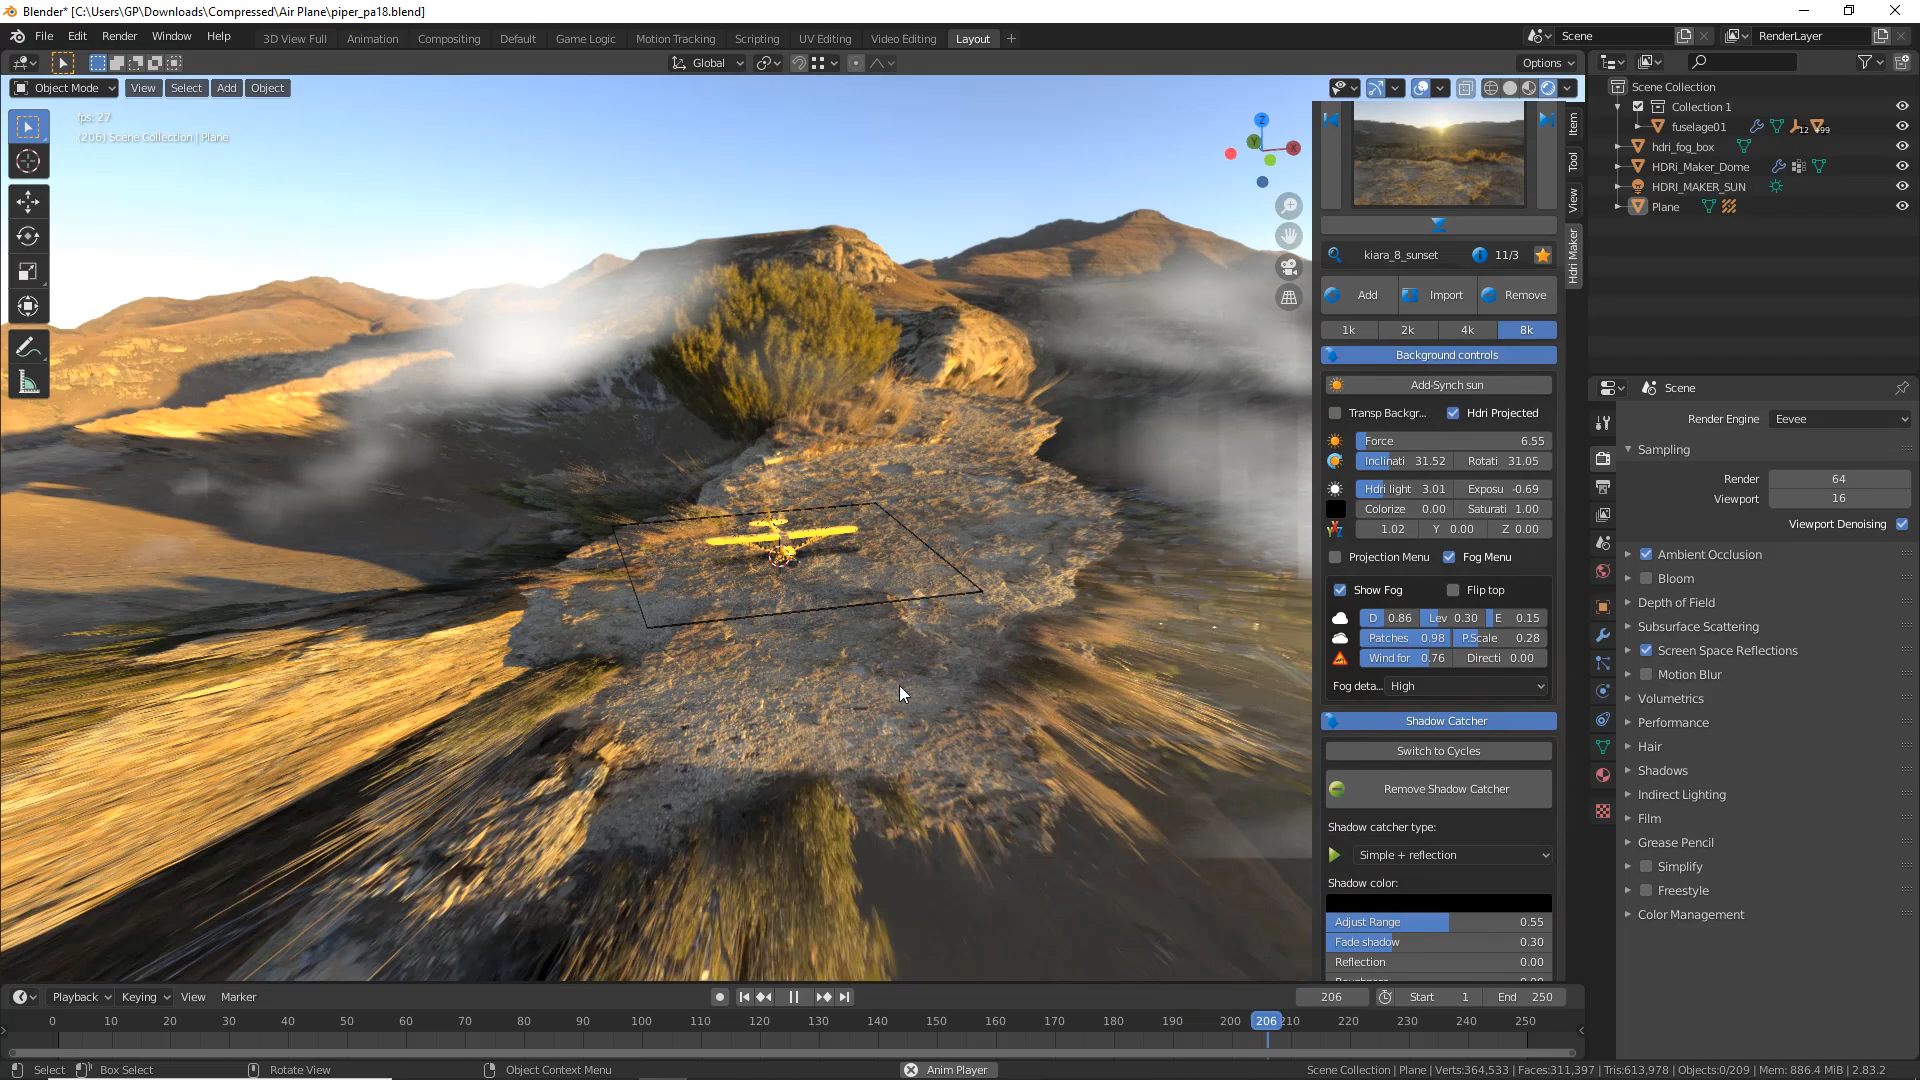 Blender* [C:\Users\GP\Downloads\Compressed\Air Plane\piper_pa18.blend]
File Edit Render Window Help
3D View Full Animation Compositing Default Game Logic Motion Tracking Scripting UV Editing Video Editing Layout +
Scene
RenderLayer
Global
Options
Object Mode View Select Add Object
fps: 27
(206) Scene Collection | Plane
Z
Y
X
Item
Tool
View
Hdri Maker
kiara_8_sunset 11/3
Add Import Remove
1k 2k 4k 8k
Background controls
Add-Synch sun
Transp Backgr... Hdri Projected
Force 6.55
Inclinati 31.52 Rotati 31.05
Hdri light 3.01 Exposu -0.69
Colorize 0.00 Saturati 1.00
1.02 Y 0.00 Z 0.00
Projection Menu Fog Menu
Show Fog Flip top
D 0.86 Lev 0.30 E 0.15
Patches 0.98 P.Scale 0.28
Wind for 0.76 Directi 0.00
Fog deta... High
Shadow Catcher
Switch to Cycles
Remove Shadow Catcher
Shadow catcher type:
Simple + reflection
Shadow color:
Adjust Range 0.55
Fade shadow 0.30
Reflection 0.00
Scene Collection
Collection 1
fuselage01 12 499
hdri_fog_box
HDRi_Maker_Dome
HDRI_MAKER_SUN
Plane
Scene
Render Engine Eevee
Sampling
Render 64
Viewport 16
Viewport Denoising
Ambient Occlusion
Bloom
Depth of Field
Subsurface Scattering
Screen Space Reflections
Motion Blur
Volumetrics
Performance
Hair
Shadows
Indirect Lighting
Film
Grease Pencil
Simplify
Freestyle
Color Management
Playback Keying View Marker
206 Start 1 End 250
0 10 20 30 40 50 60 70 80 90 100 110 120 130 140 150 160 170 180 190 200 206 210 220 230 240 250
Select Box Select Rotate View Object Context Menu Anim Player
Scene Collection | Plane | Verts:364,533 | Faces:311,397 | Tris:613,978 | Objects:0/209 | Mem: 886.4 MiB | 2.83.2